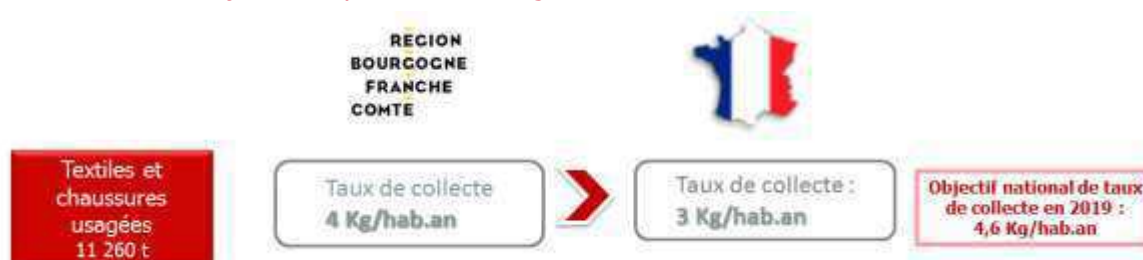 REGION
BOURGOGNE
FRANCHE
COMTE
Textiles et
chaussures
usagées
11 260 t
Taux de collecte
4 Kg/hab.an
Taux de collecte :
3 Kg/hab.an
Objectif national de taux
de collecte en 2019 :
4,6 Kg/hab.an